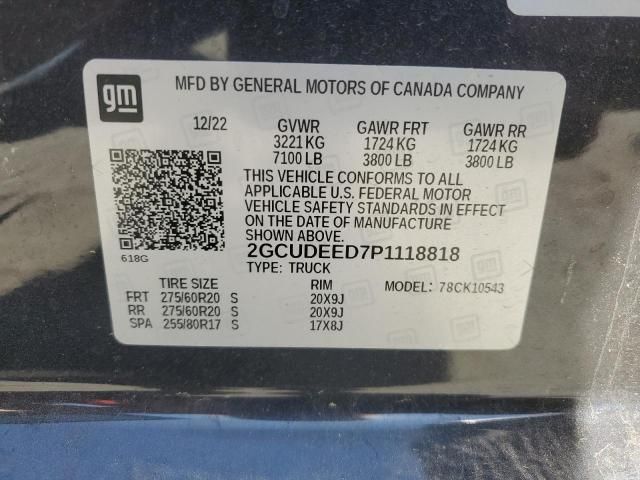 gm
MFD BY GENERAL MOTORS OF CANADA COMPANY
12/22 GVWR GAWR FRT GAWR RR
3221 KG 1724 KG 1724 KG
7100 LB 3800 LB 3800 LB
THIS VEHICLE CONFORMS TO ALL
APPLICABLE U.S. FEDERAL MOTOR
VEHICLE SAFETY STANDARDS IN EFFECT
ON THE DATE OF MANUFACTURE
SHOWN ABOVE.
618G 2GCUDEED7P1118818
TYPE: TRUCK
TIRE SIZE RIM MODEL: 78CK10543
FRT 275/60R20 S 20X9J
RR 275/60R20 S 20X9J
SPA 255/80R17 S 17X8J